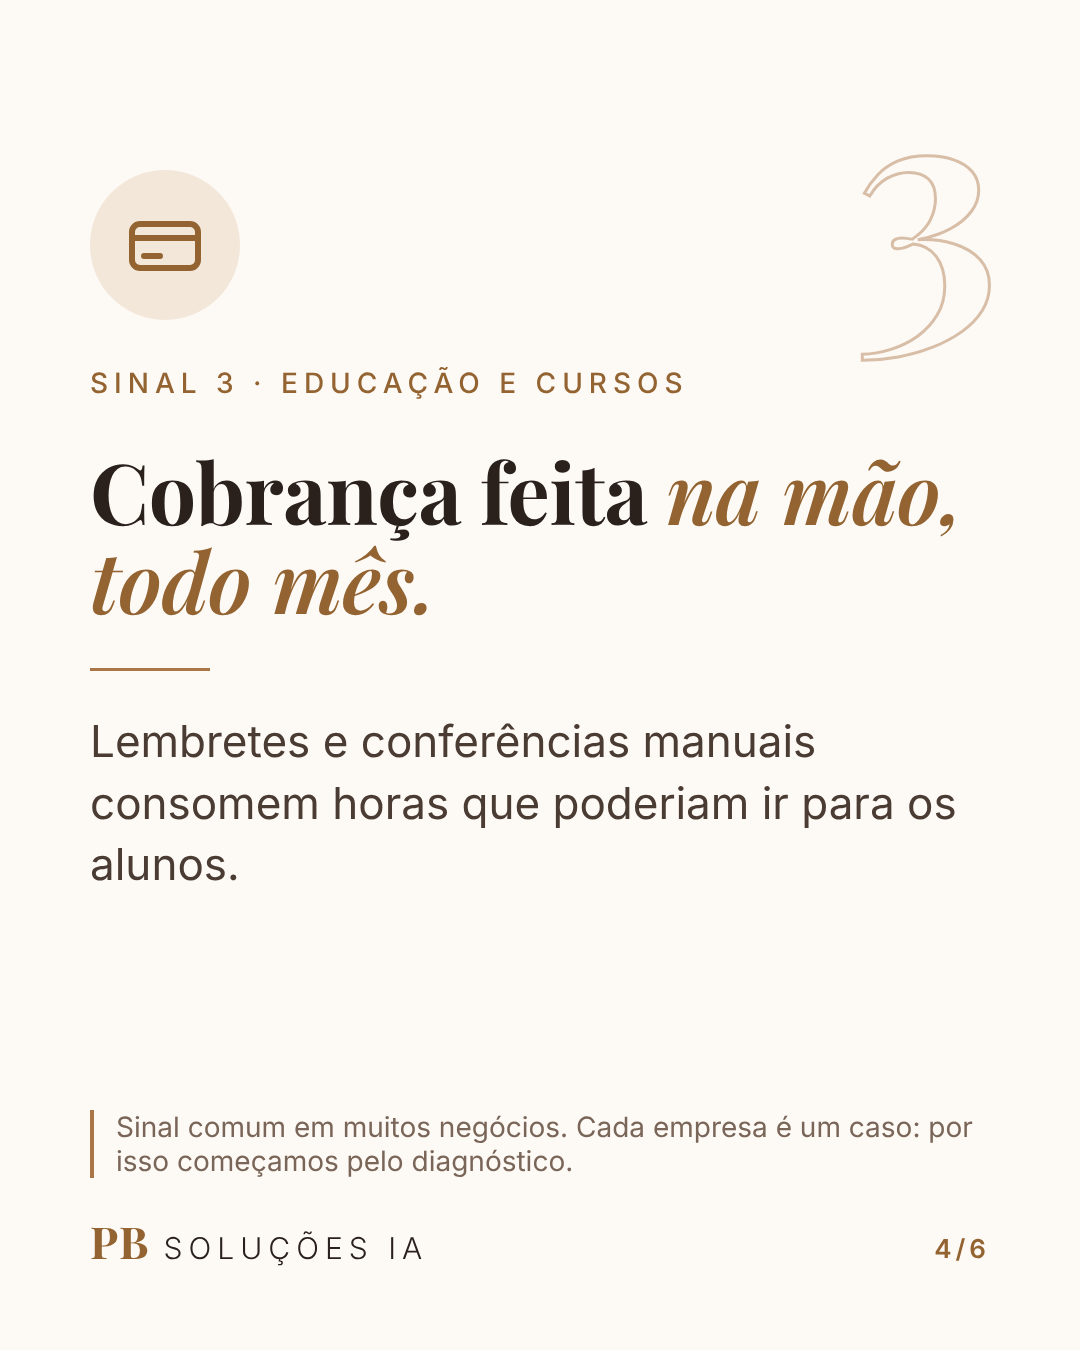 3
SINAL 3 · EDUCAÇÃO E CURSOS
Cobrança feita na mão,
todo mês.
Lembretes e conferências manuais
consomem horas que poderiam ir para os
alunos.
Sinal comum em muitos negócios. Cada empresa é um caso: por
isso começamos pelo diagnóstico.
PB SOLUÇÕES IA
4/6